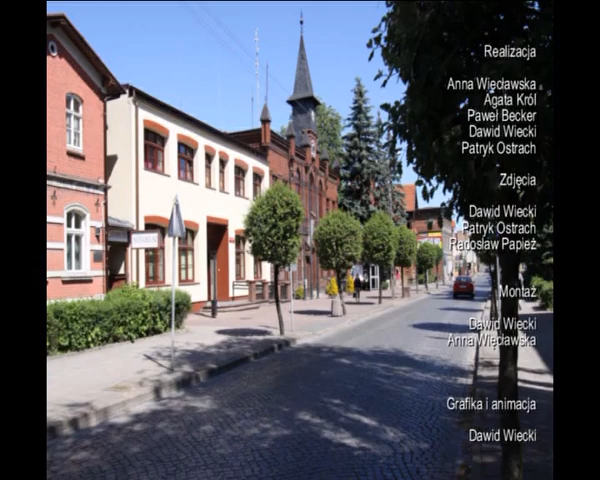 Realizacja
Anna Więcławska
Agata Król
Paweł Becker
Dawid Wiecki
Patryk Ostrach
Zdjęcia
Dawid Wiecki
Patryk Ostrach
Radosław Papież
Montaż
Dawid Wiecki
Anna Więcławska
Grafika i animacja
Dawid Wiecki